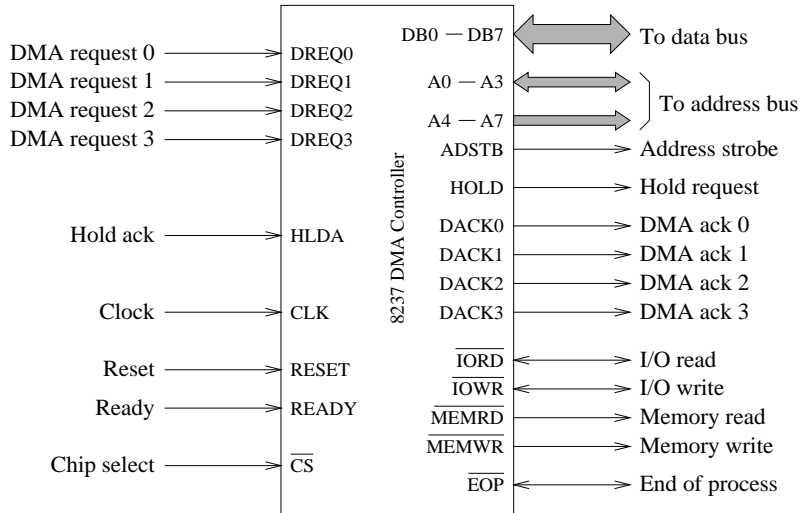 DMA request 0
DMA request 1
DMA request 2
DMA request 3
Hold ack
Clock
Reset
Ready
Chip select
DREQ0
DREQ1
DREQ2
DREQ3
HLDA
CLK
RESET
READY
CS
8237 DMA Controller
DB0 — DB7
A0 — A3
A4 — A7
ADSTB
HOLD
DACK0
DACK1
DACK2
DACK3
IORD
IOWR
MEMRD
MEMWR
EOP
To data bus
To address bus
Address strobe
Hold request
DMA ack 0
DMA ack 1
DMA ack 2
DMA ack 3
I/O read
I/O write
Memory read
Memory write
End of process